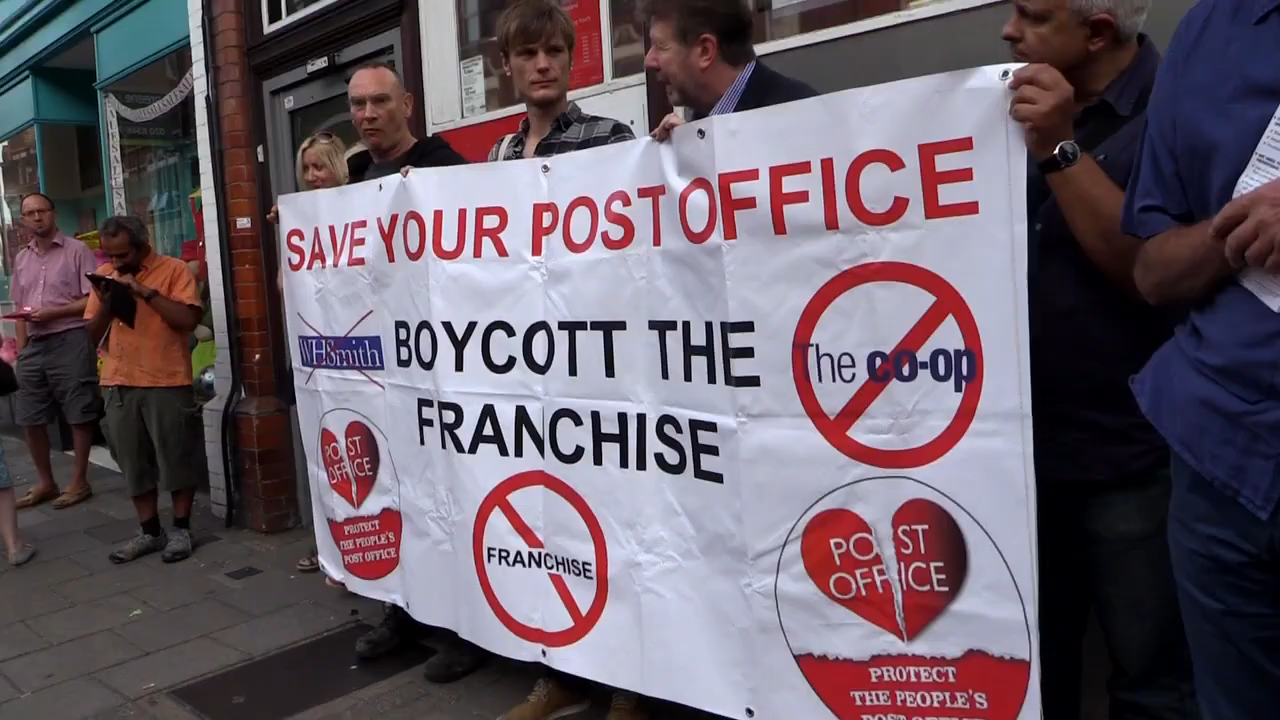 SAVE YOUR POST OFFICE
WHSmith
BOYCOTT THE
FRANCHISE
The co-op
POST
OFFICE
PROTECT
THE PEOPLE'S
POST OFFICE
FRANCHISE
POST
OFFICE
PROTECT
THE PEOPLE'S